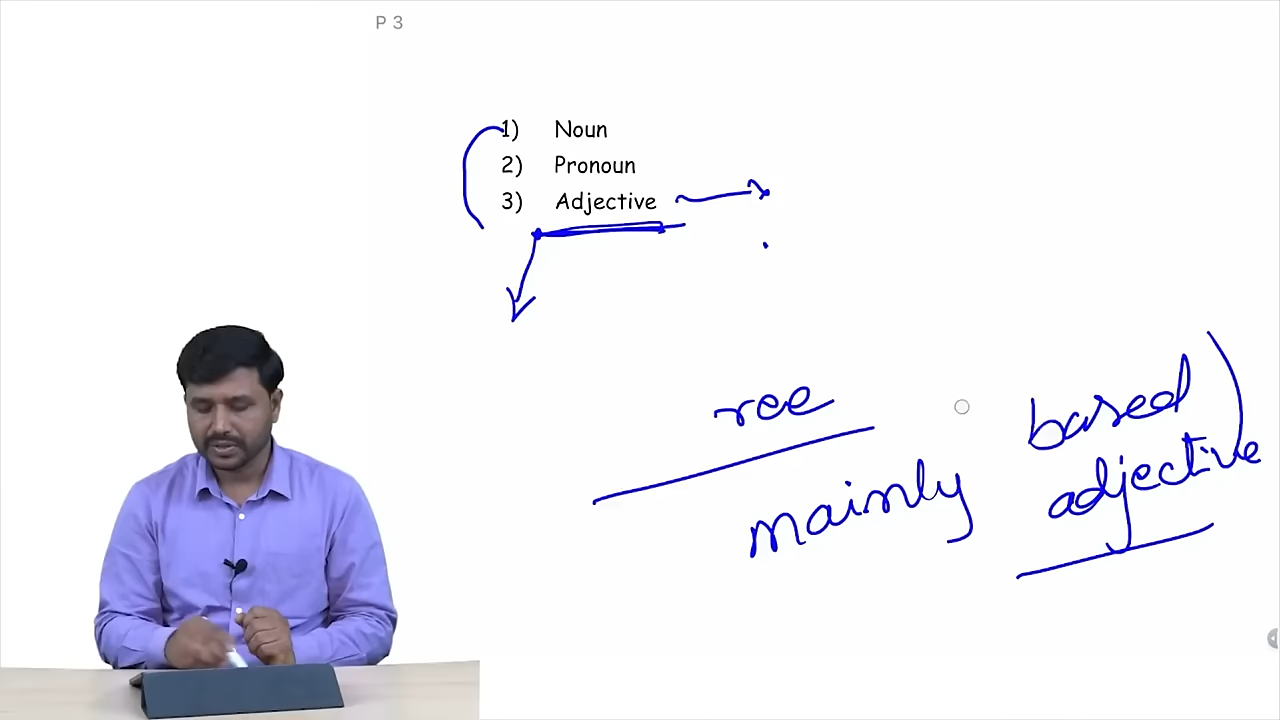 P 3
1) Noun
2) Pronoun
3) Adjective
ree
based
mainly adjective